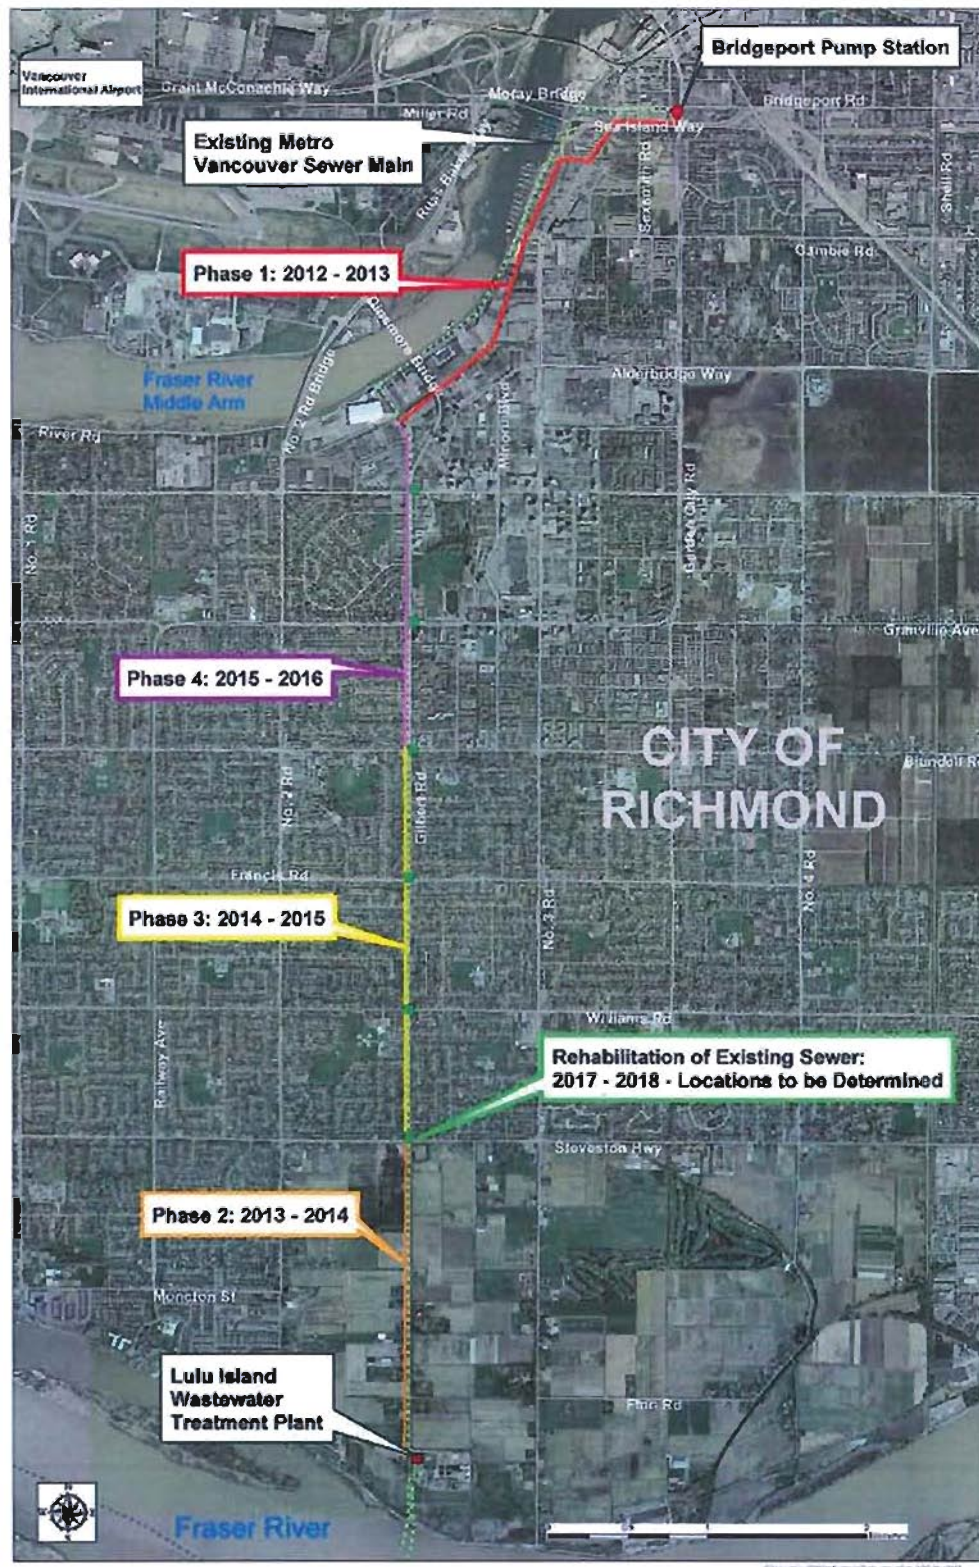 Bridgeport Pump Station
Vancouver
International Airport
Grant McConachie Way
Moray Bridge
Bridgeport Rd
Miller Rd
Sea Island Way
Existing Metro
Vancouver Sewer Main
Russ Baker Way
Sexsmith Rd
Shell Rd
Cambie Rd
Phase 1: 2012 - 2013
Dinsmore Bridge
No. 2 Rd Bridge
Fraser River
Middle Arm
Alderbridge Way
Minoru Blvd
River Rd
Garden City Rd
No. 1 Rd
Granville Ave
Phase 4: 2015 - 2016
CITY OF
RICHMOND
Blundell Rd
No. 2 Rd
Gilbert Rd
Francis Rd
No. 4 Rd
Phase 3: 2014 - 2015
No. 3 Rd
Williams Rd
Railway Ave
Rehabilitation of Existing Sewer:
2017 - 2018 - Locations to be Determined
Steveston Hwy
Phase 2: 2013 - 2014
Moncton St
Lulu Island
Wastewater
Treatment Plant
Fraser River